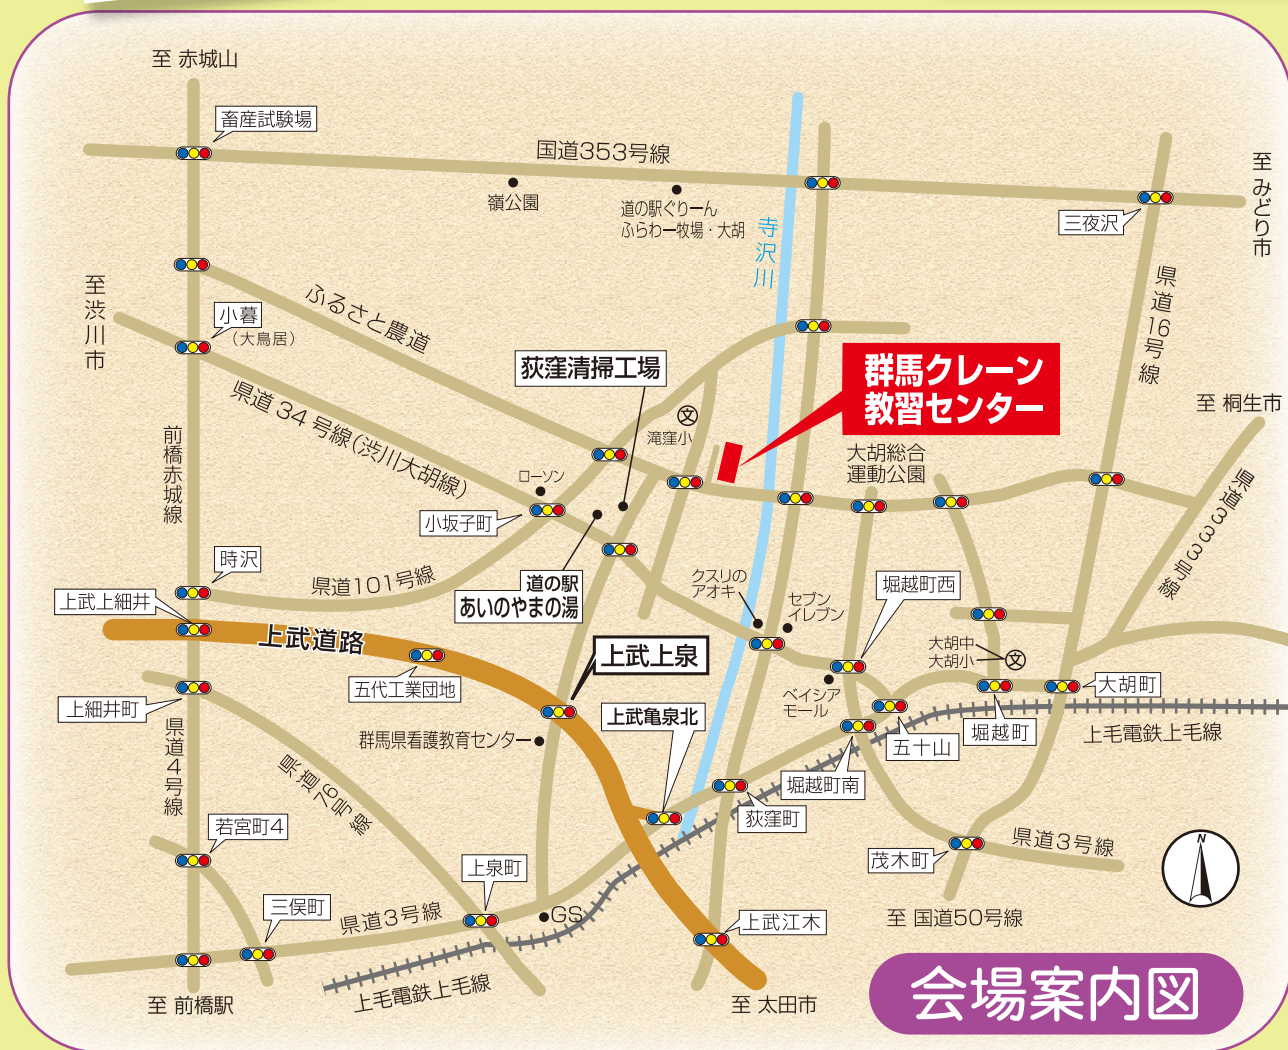 至 赤城山
畜産試験場
国道353号線
嶺公園
道の駅ぐりーん
ふらわー牧場・大胡
寺沢川
三夜沢
至 みどり市
至 渋川市
小暮
(大鳥居)
ふるさと農道
県道16号線
荻窪清掃工場
群馬クレーン
教習センター
至 桐生市
県道 34 号線(渋川大胡線)
前橋赤城線
文
滝窪小
大胡総合
運動公園
ローソン
小坂子町
県道333号線
時沢
県道101号線
道の駅
あいのやまの湯
クスリの
アオキ
セブン
イレブン
堀越町西
上武上細井
上武道路
五代工業団地
上武上泉
大胡中
大胡小
文
大胡町
上細井町
ベイシア
モール
上武亀泉北
群馬県看護教育センター
堀越町
五十山
上毛電鉄上毛線
県道4号線
県道76号線
堀越町南
荻窪町
若宮町4
上泉町
茂木町
県道3号線
N
三俣町
県道3号線
GS
上武江木
至 国道50号線
上毛電鉄上毛線
至 前橋駅
至 太田市
会場案内図